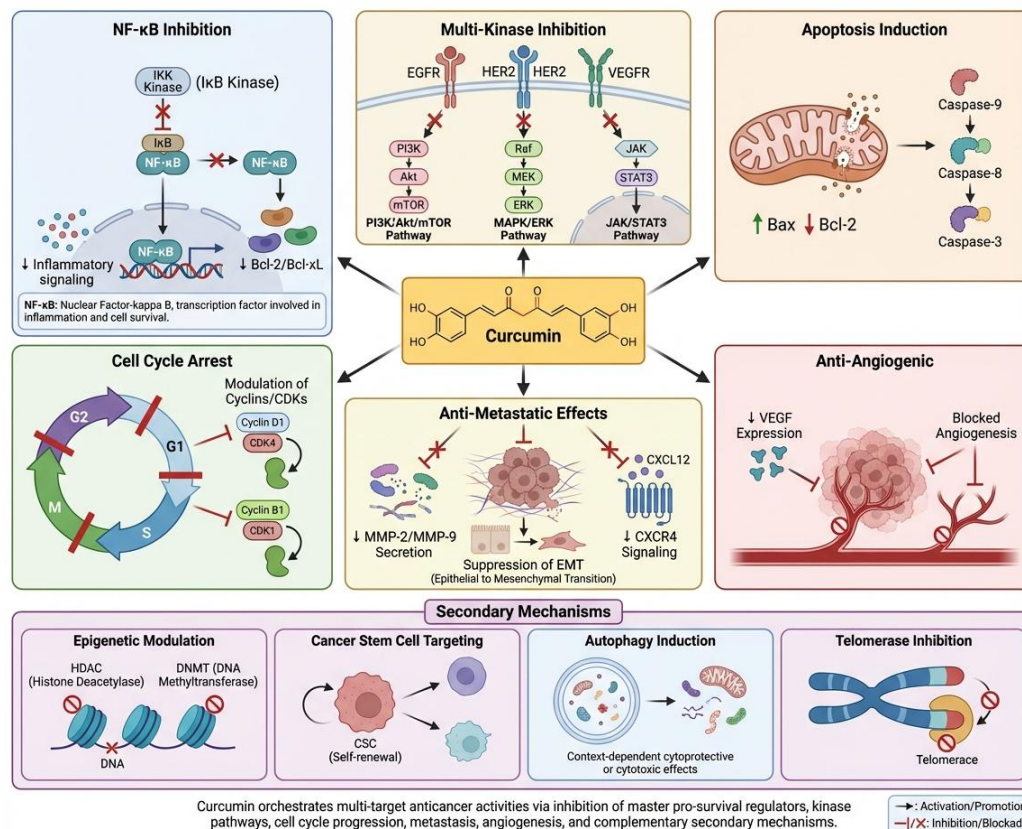 NF-κB Inhibition
IKK
Kinase
(IκB Kinase)
IκB
NF-κB
NF-κB
NF-κB
↓ Inflammatory
signaling
↓ Bcl-2/Bcl-xL
NF-κB: Nuclear Factor-kappa B, transcription factor involved in
inflammation and cell survival.
Multi-Kinase Inhibition
EGFR
HER2
HER2
VEGFR
PI3K
Akt
mTOR
PI3K/Akt/mTOR
Pathway
Raf
MEK
ERK
MAPK/ERK
Pathway
JAK
STAT3
JAK/STAT3
Pathway
Apoptosis Induction
Caspase-9
Caspase-8
Caspase-3
↑ Bax ↓ Bcl-2
HO
HO
O
O
OH
OH
Curcumin
Cell Cycle Arrest
G2
G1
S
M
Modulation of
Cyclins/CDKs
Cyclin D1
CDK4
Cyclin B1
CDK1
Anti-Metastatic Effects
↓ MMP-2/MMP-9
Secretion
Suppression of EMT
(Epithelial to Mesenchymal Transition)
CXCL12
↓ CXCR4
Signaling
Anti-Angiogenic
↓ VEGF
Expression
Blocked
Angiogenesis
Secondary Mechanisms
Epigenetic Modulation
HDAC
(Histone Deacetylase)
DNMT (DNA
Methyltransferase)
DNA
Cancer Stem Cell Targeting
CSC
(Self-renewal)
Autophagy Induction
Context-dependent cytoprotective
or cytotoxic effects
Telomerase Inhibition
Telomerace
Curcumin orchestrates multi-target anticancer activities via inhibition of master pro-survival regulators, kinase
pathways, cell cycle progression, metastasis, angiogenesis, and complementary secondary mechanisms.
: Activation/Promotion
: Inhibition/Blockad